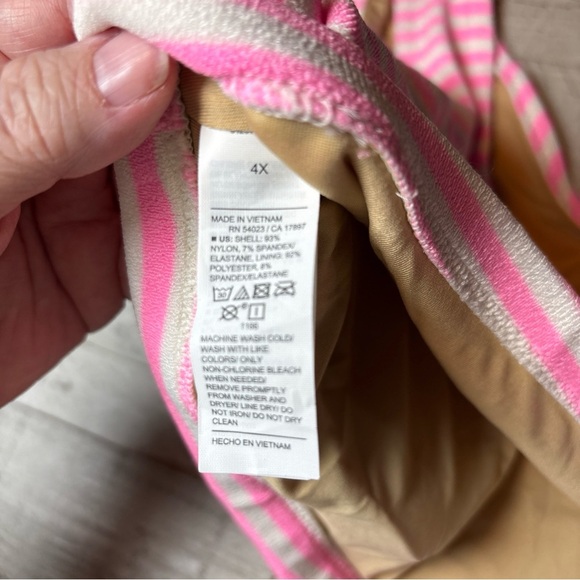 4X
MADE IN VIETNAM
RN 54023 / CA 17897
US: SHELL: 93%
NYLON, 7% SPANDEX/
ELASTANE, LINING: 92%
POLYESTER, 8%
SPANDEX/ELASTANE
30
1186
MACHINE WASH COLD/
WASH WITH LIKE
COLORS/ ONLY
NON-CHLORINE BLEACH
WHEN NEEDED/
REMOVE PROMPTLY
FROM WASHER AND
DRYER/ LINE DRY/ DO
NOT IRON/ DO NOT DRY
CLEAN
HECHO EN VIETNAM